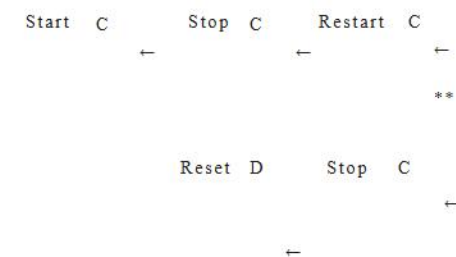 Start C Stop C Restart C
← ← ←
**
Reset D Stop C
←
←